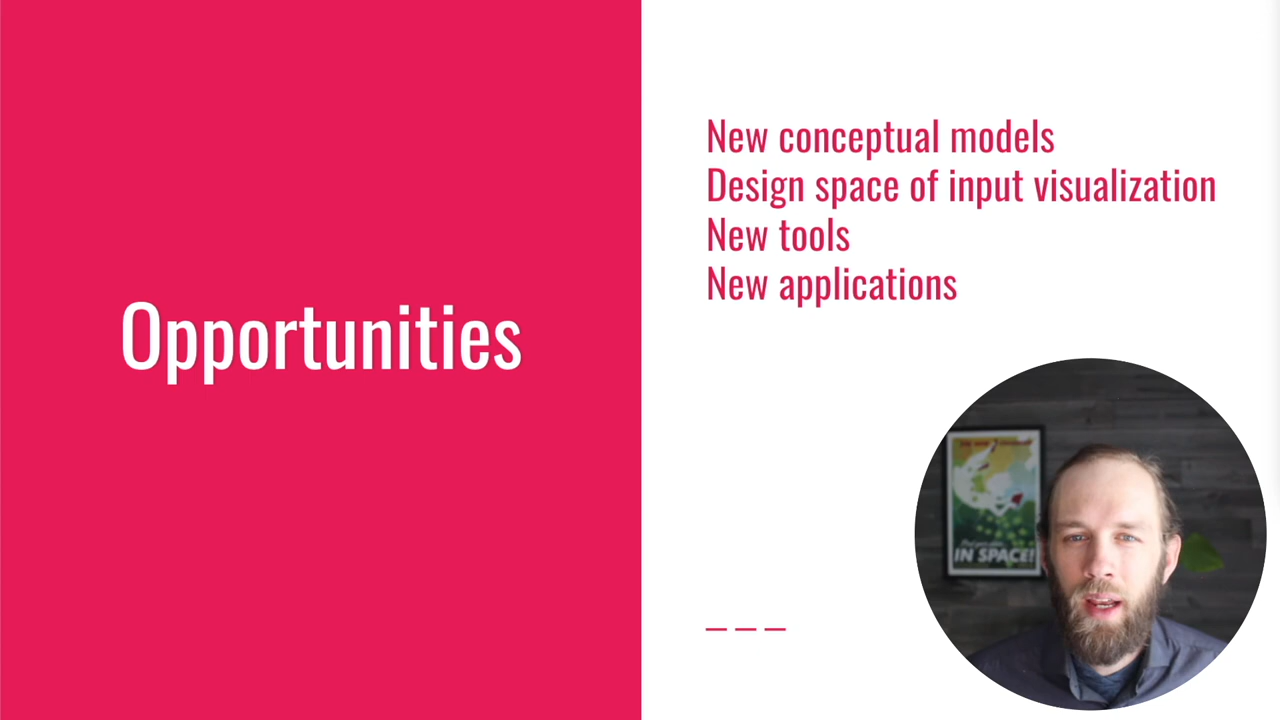 Opportunities
New conceptual models
Design space of input visualization
New tools
New applications
IN SPACE!